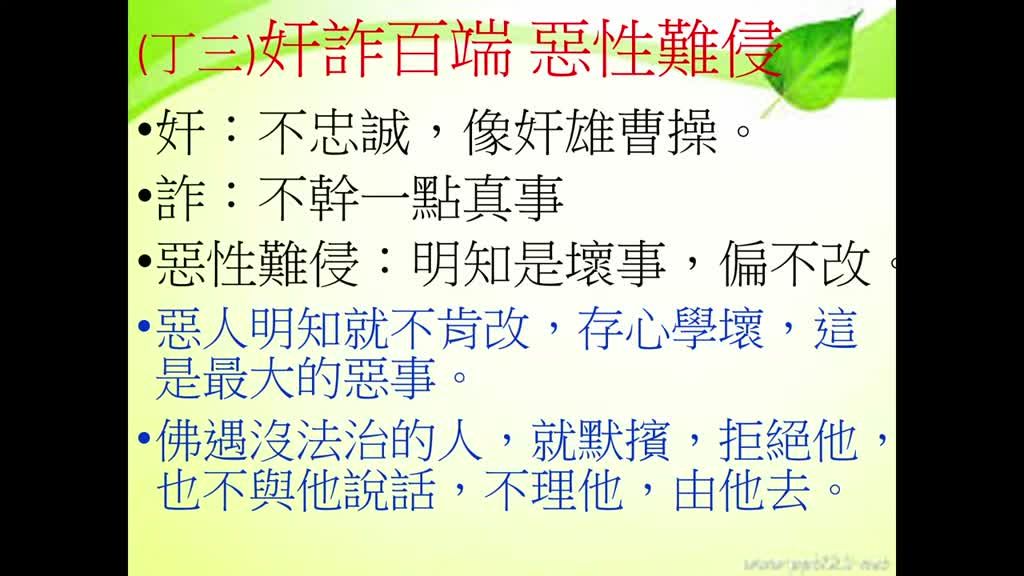 (丁三)奸詐百端 惡性難侵
•奸：不忠誠，像奸雄曹操。
•詐：不幹一點真事
•惡性難侵：明知是壞事，偏不改。
•惡人明知就不肯改，存心學壞，這
是最大的惡事。
•佛遇沒法治的人，就默擯，拒絕他，
也不與他說話，不理他，由他去。